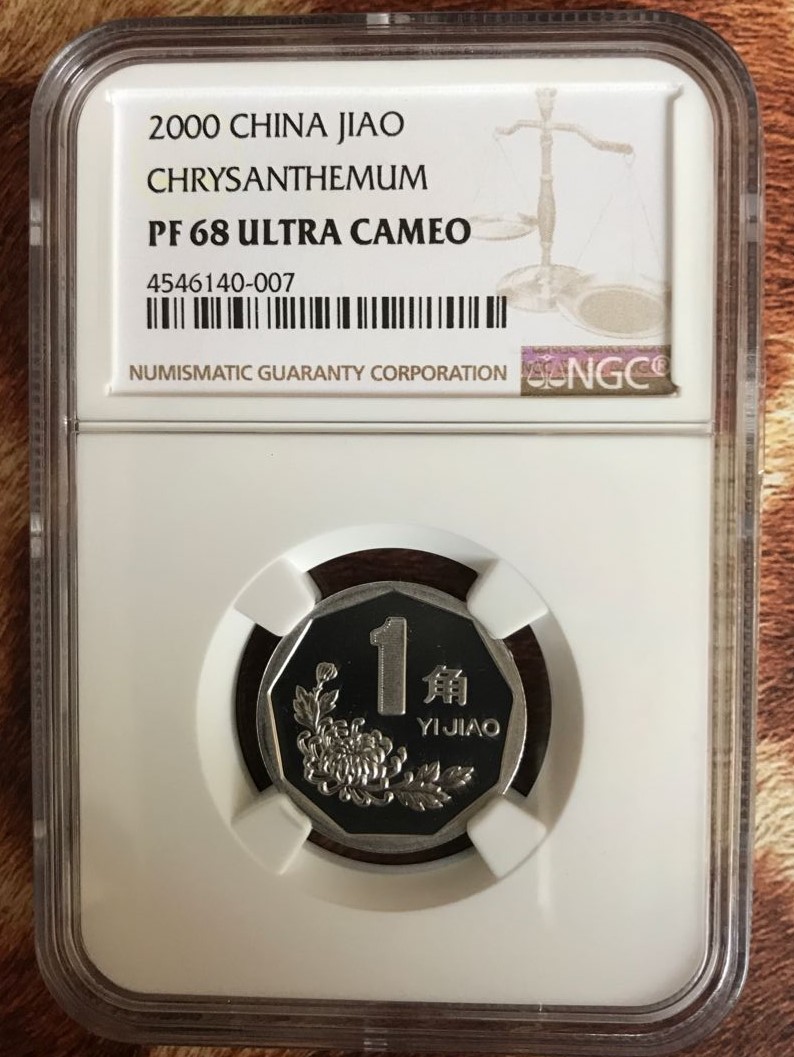 2000 CHINA JIAO
CHRYSANTHEMUM
PF 68 ULTRA CAMEO
4546140-007
NUMISMATIC GUARANTY CORPORATION NGC®
1角
YI JIAO